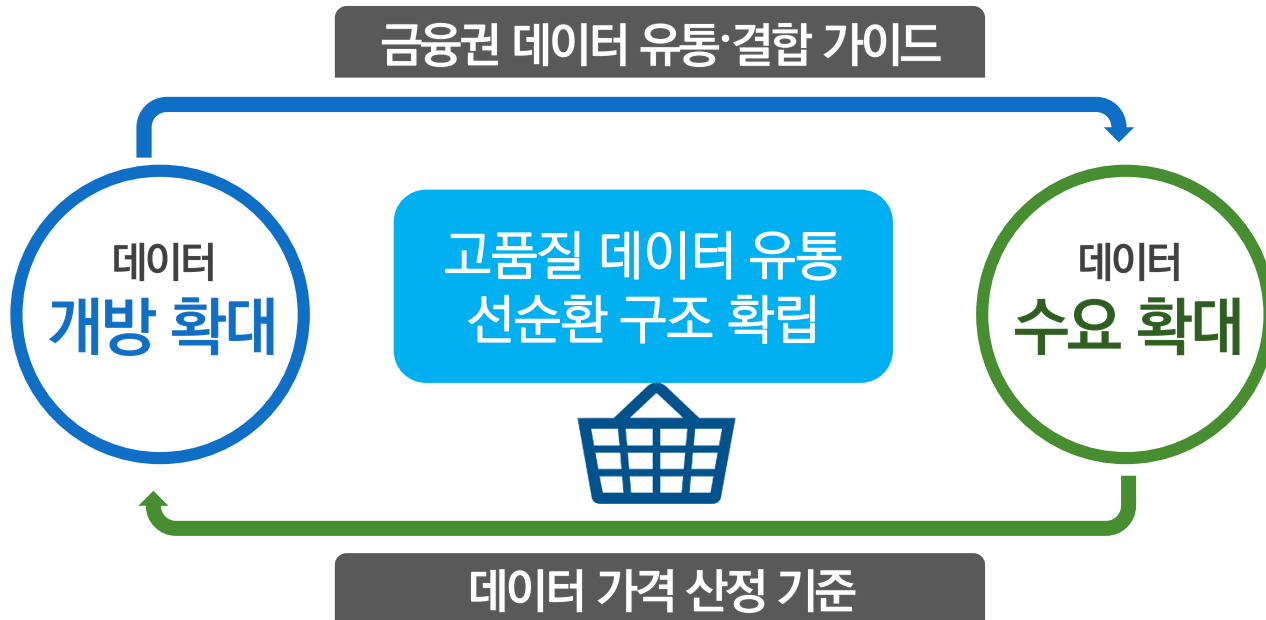 금융권 데이터 유통·결합 가이드
데이터
개방 확대
고품질 데이터 유통
선순환 구조 확립
데이터
수요 확대
데이터 가격 산정 기준